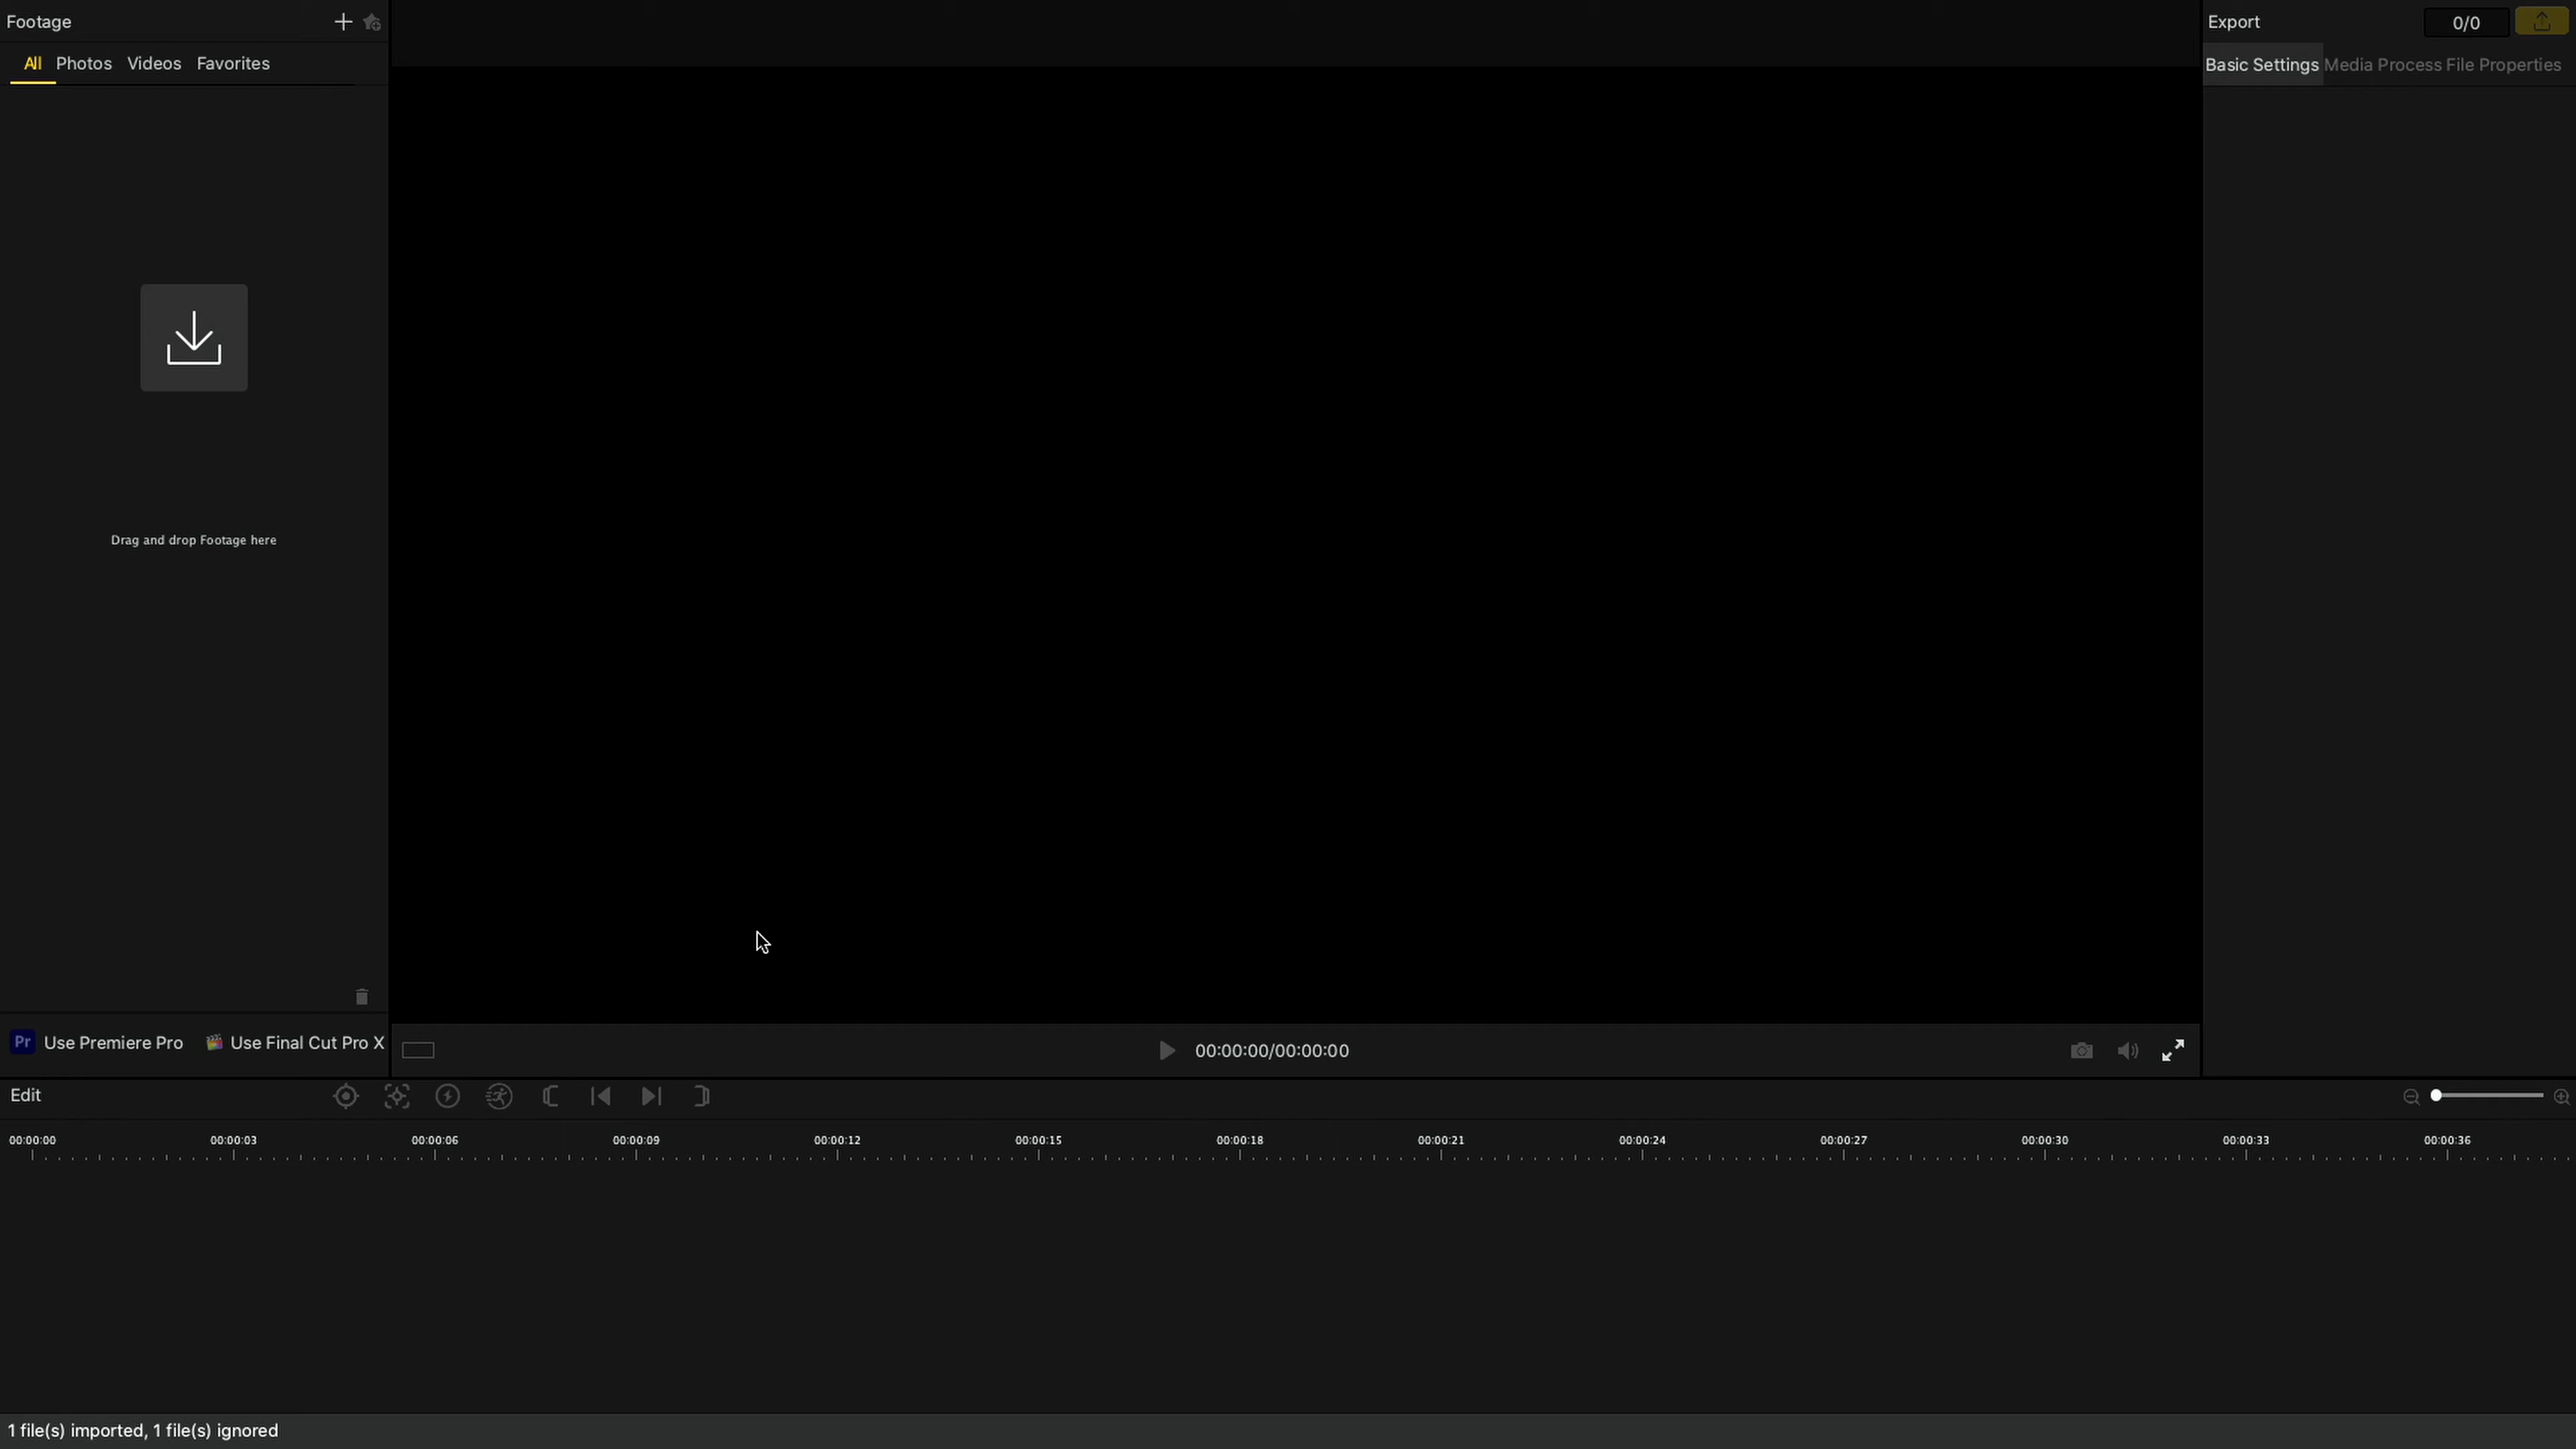 Footage
Export
0/0
All Photos Videos Favorites
Basic Settings Media Process File Properties
Drag and drop Footage here
Pr Use Premiere Pro Use Final Cut Pro X
00:00:00/00:00:00
Edit
00:00:00 00:00:03 00:00:06 00:00:09 00:00:12 00:00:15 00:00:18 00:00:21 00:00:24 00:00:27 00:00:30 00:00:33 00:00:36
1 file(s) imported, 1 file(s) ignored